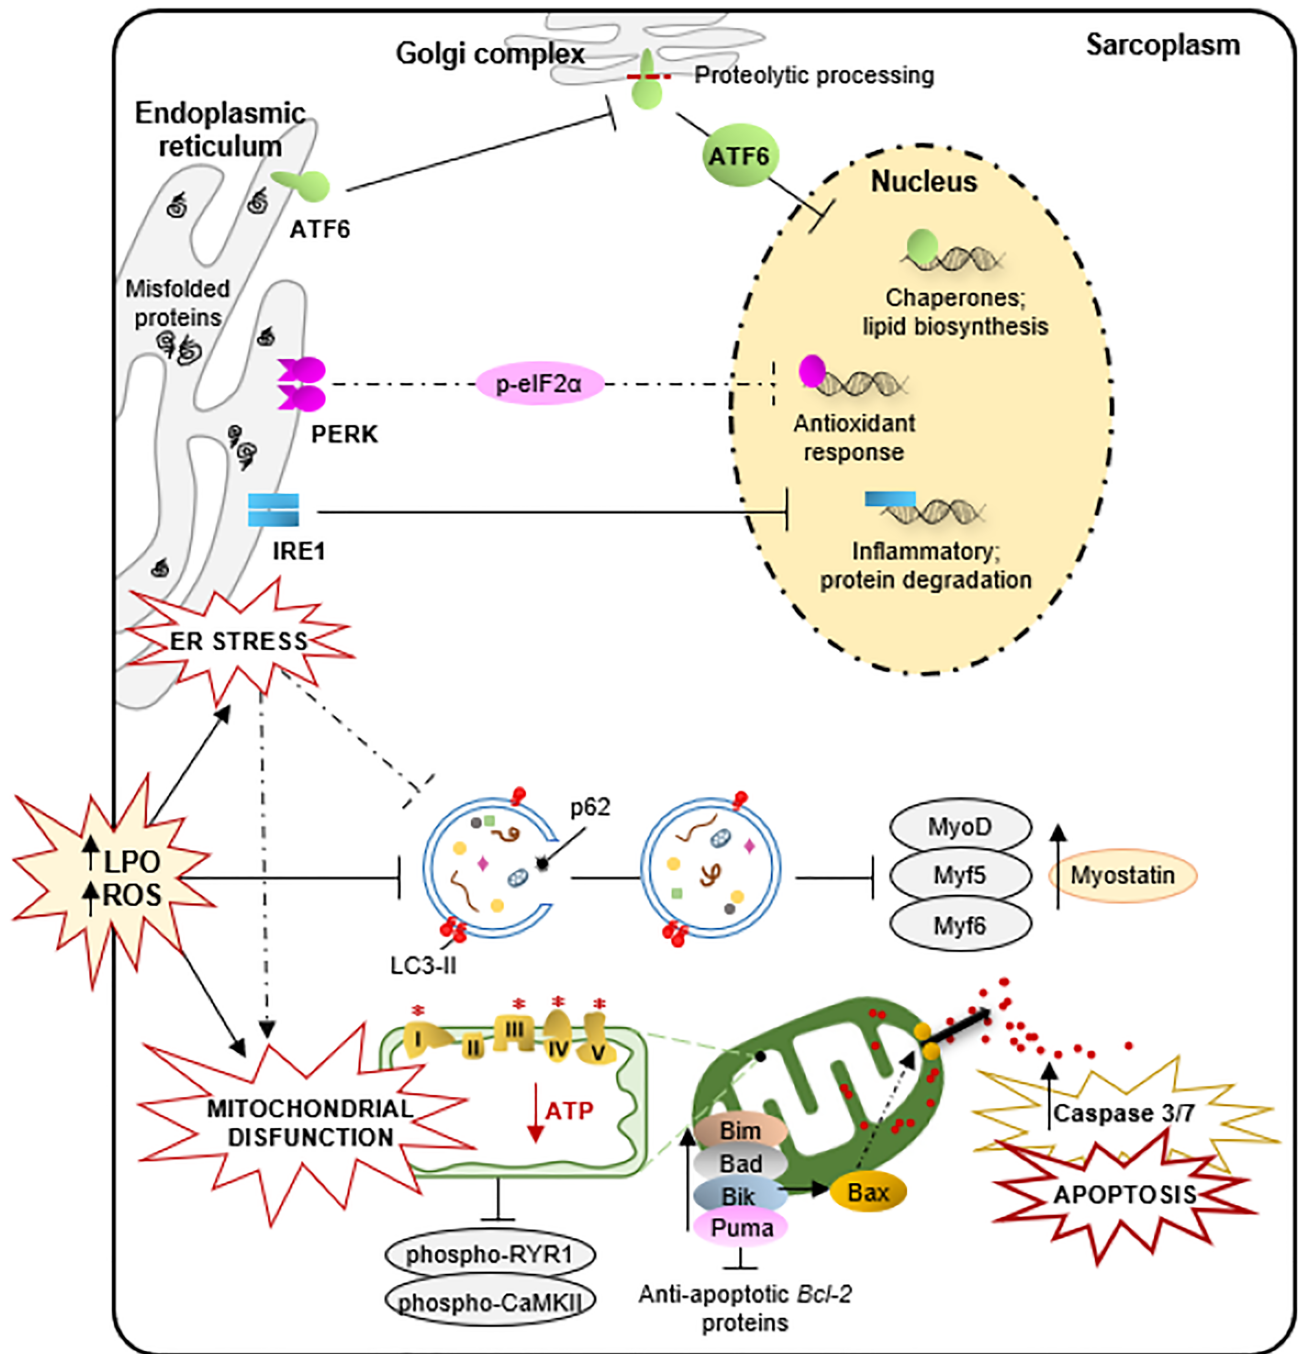 Golgi complex
Sarcoplasm
Proteolytic processing
Endoplasmic
reticulum
ATF6
Nucleus
ATF6
Chaperones;
lipid biosynthesis
Misfolded
proteins
p-eIF2α
PERK
Antioxidant
response
IRE1
Inflammatory;
protein degradation
ER STRESS
p62
LPO
ROS
MyoD
Myf5
Myf6
Myostatin
LC3-II
* * * *
I
II
III
IV
V
ATP
MITOCHONDRIAL
DISFUNCTION
Bim
Bad
Bik
Puma
Bax
Caspase 3/7
APOPTOSIS
phospho-RYR1
phospho-CaMKII
Anti-apoptotic Bcl-2
proteins